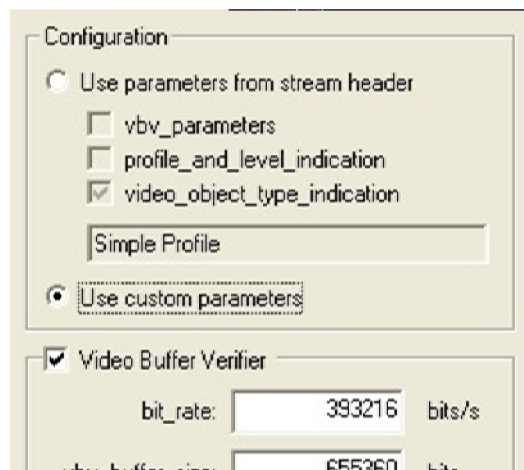 Configuration
Use parameters from stream header
vbv_parameters
profile_and_level_indication
video_object_type_indication
Simple Profile
Use custom parameters
Video Buffer Verifier
bit_rate: 393216 bits/s
655360